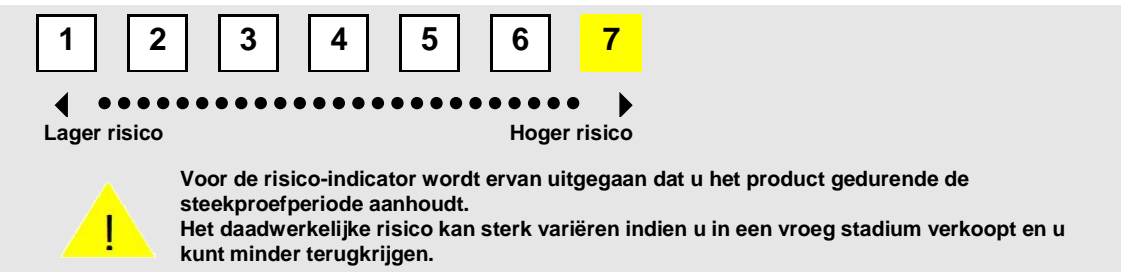 1 2 3 4 5 6 7
Lager risico Hoger risico
Voor de risico-indicator wordt ervan uitgegaan dat u het product gedurende de
steekproefperiode aanhoudt.
! Het daadwerkelijke risico kan sterk variëren indien u in een vroeg stadium verkoopt en u
kunt minder terugkrijgen.